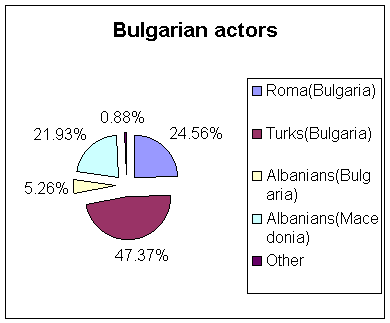 Bulgarian actors
0.88%
21.93%
24.56%
5.26%
47.37%
Roma(Bulgaria)
Turks(Bulgaria)
Albanians(Bulg
aria)
Albanians(Mace
donia)
Other